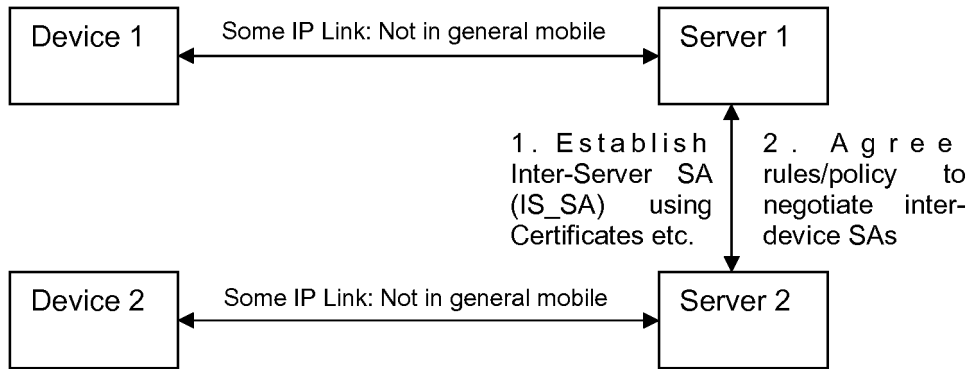 Device 1
Some IP Link: Not in general mobile
Server 1
1. Establish
Inter-Server SA
(IS_SA) using
Certificates etc.
2. Agree
rules/policy to
negotiate inter-
device SAs
Device 2
Some IP Link: Not in general mobile
Server 2